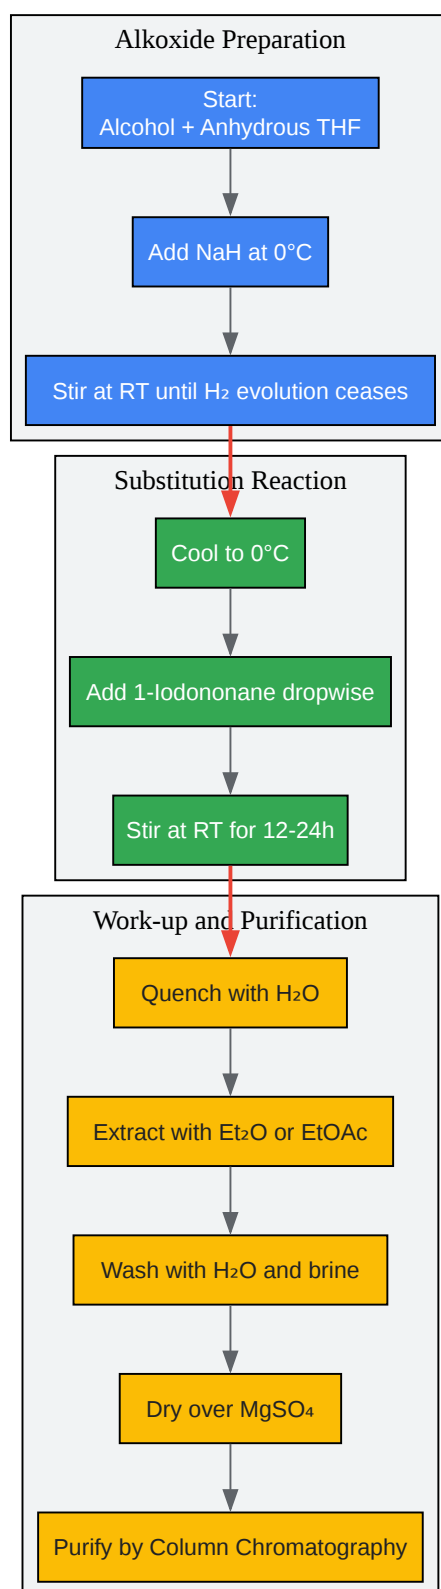 Alkoxide Preparation
Start:
Alcohol + Anhydrous THF
Add NaH at 0°C
Stir at RT until H₂ evolution ceases
Substitution Reaction
Cool to 0°C
Add 1-Iodononane dropwise
Stir at RT for 12-24h
Work-up and Purification
Quench with H₂O
Extract with Et₂O or EtOAc
Wash with H₂O and brine
Dry over MgSO₄
Purify by Column Chromatography